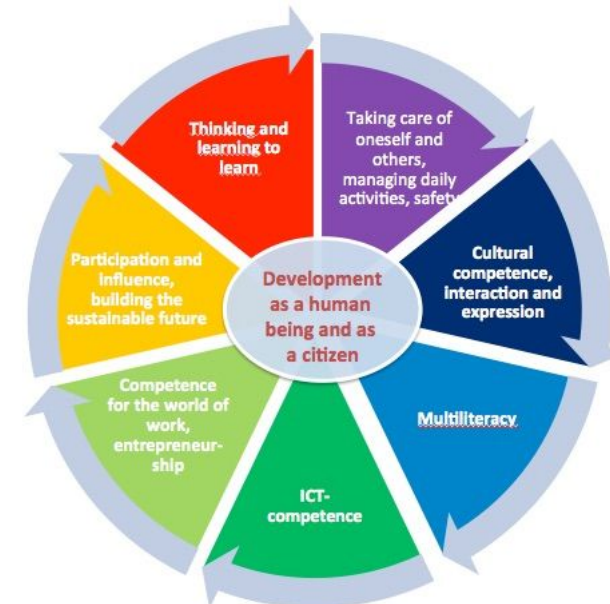 Thinking and
learning to
learn
Taking care of
oneself and
others,
managing daily
activities, safety
Cultural
competence,
interaction and
expression
Multiliteracy
ICT-
competence
Competence
for the world of
work,
entrepreneur-
ship
Participation and
influence,
building the
sustainable future
Development
as a human
being and as
a citizen